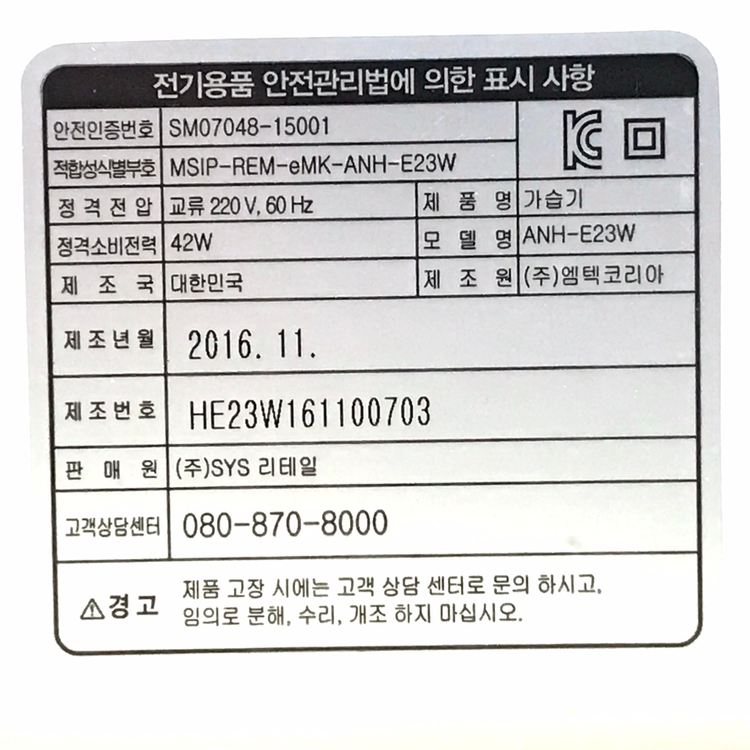 전기용품 안전관리법에 의한 표시 사항
안전인증번호 SM07048-15001
적합성식별부호 MSIP-REM-eMK-ANH-E23W
정격전압 교류 220 V, 60 Hz 제품명 가습기
정격소비전력 42W 모델명 ANH-E23W
제조국 대한민국 제조원 (주)엠텍코리아
제조년월 2016. 11.
제조번호 HE23W161100703
판매원 (주)SYS 리테일
고객상담센터 080-870-8000
⚠경고 제품 고장 시에는 고객 상담 센터로 문의 하시고,
임의로 분해, 수리, 개조 하지 마십시오.